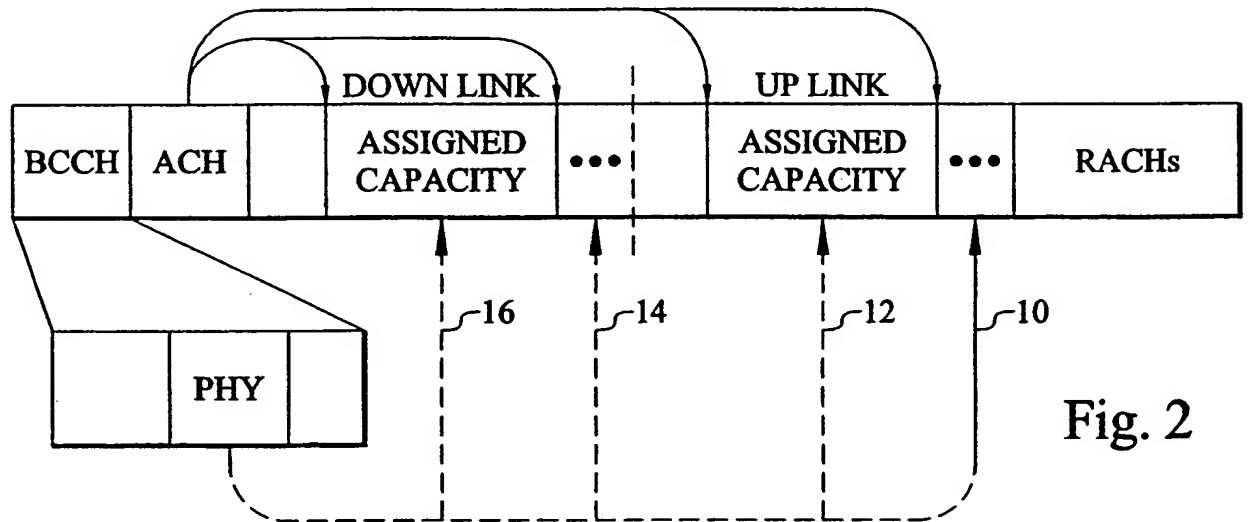 DOWN LINK
UP LINK
BCCH
ACH
ASSIGNED
CAPACITY
•••
ASSIGNED
CAPACITY
•••
RACHs
16
14
12
10
PHY
Fig. 2